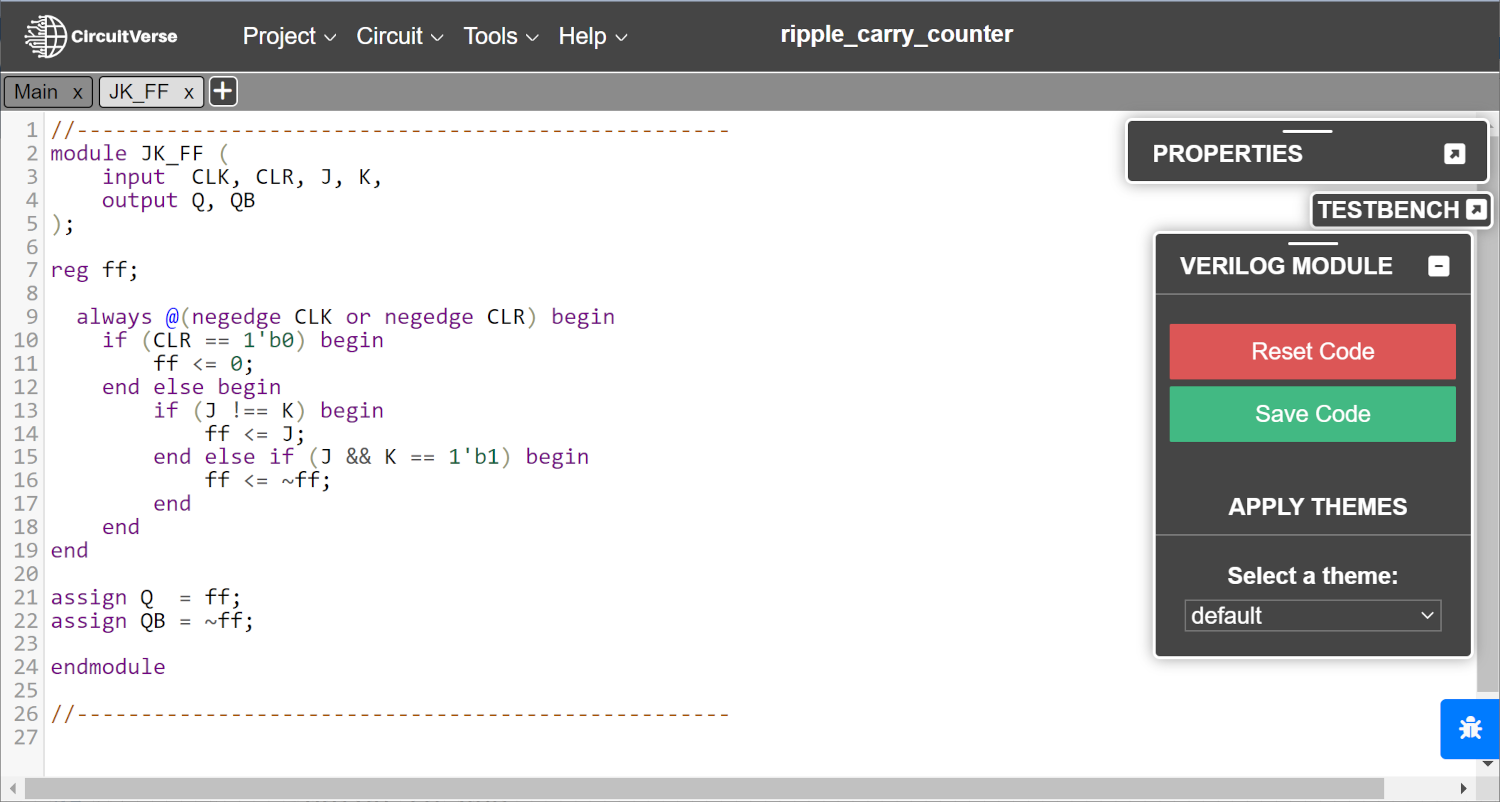 CircuitVerse Project Circuit Tools Help ripple_carry_counter
Main x JK_FF x +
1 //---------------------------------------------------
2 module JK_FF (
3     input  CLK, CLR, J, K,
4     output Q, QB
5 );
6
7 reg ff;
8
9   always @(negedge CLK or negedge CLR) begin
10     if (CLR == 1'b0) begin
11         ff <= 0;
12     end else begin
13         if (J !== K) begin
14             ff <= J;
15         end else if (J && K == 1'b1) begin
16             ff <= ~ff;
17         end
18     end
19 end
20
21 assign Q  = ff;
22 assign QB = ~ff;
23
24 endmodule
25
26 //---------------------------------------------------
27
PROPERTIES
TESTBENCH
VERILOG MODULE
Reset Code
Save Code
APPLY THEMES
Select a theme:
default